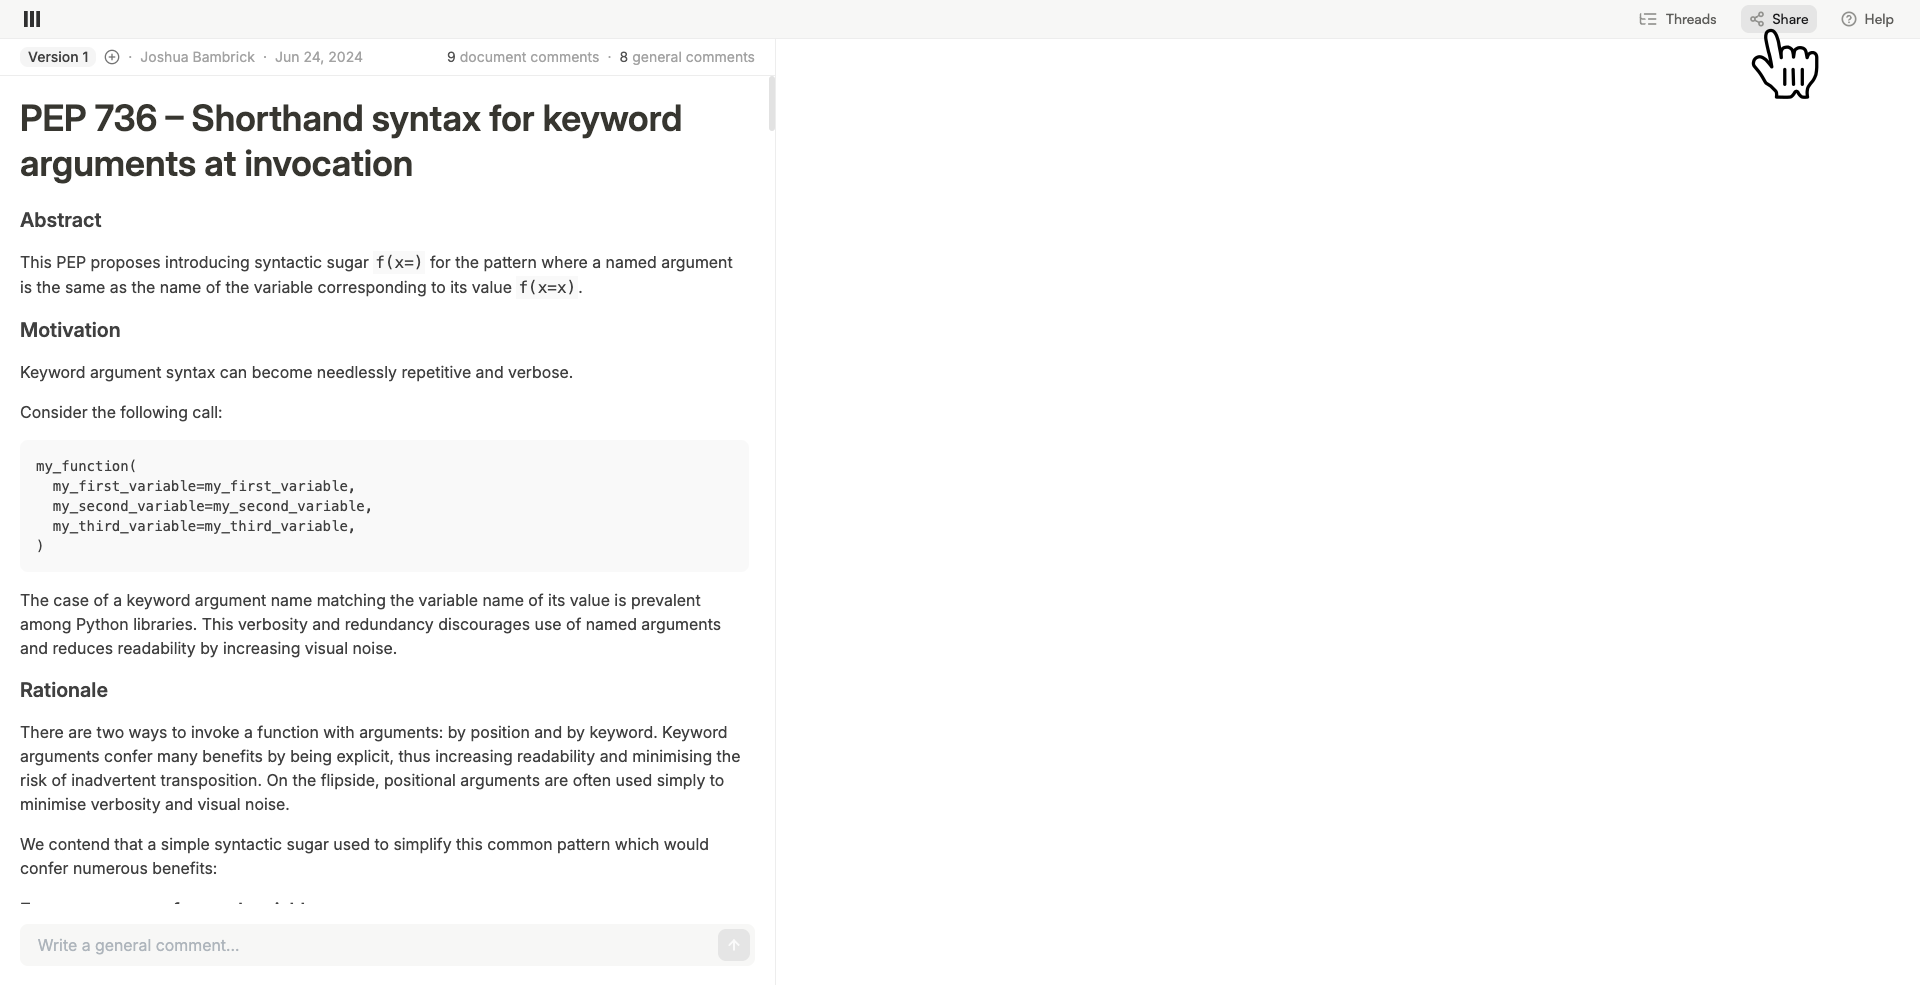 Threads Share Help
Version 1 · Joshua Bambrick · Jun 24, 2024 9 document comments · 8 general comments
PEP 736 – Shorthand syntax for keyword
arguments at invocation
Abstract
This PEP proposes introducing syntactic sugar f(x=) for the pattern where a named argument
is the same as the name of the variable corresponding to its value f(x=x).
Motivation
Keyword argument syntax can become needlessly repetitive and verbose.
Consider the following call:
my_function(
  my_first_variable=my_first_variable,
  my_second_variable=my_second_variable,
  my_third_variable=my_third_variable,
)
The case of a keyword argument name matching the variable name of its value is prevalent
among Python libraries. This verbosity and redundancy discourages use of named arguments
and reduces readability by increasing visual noise.
Rationale
There are two ways to invoke a function with arguments: by position and by keyword. Keyword
arguments confer many benefits by being explicit, thus increasing readability and minimising the
risk of inadvertent transposition. On the flipside, positional arguments are often used simply to
minimise verbosity and visual noise.
We contend that a simple syntactic sugar used to simplify this common pattern which would
confer numerous benefits:
Write a general comment...